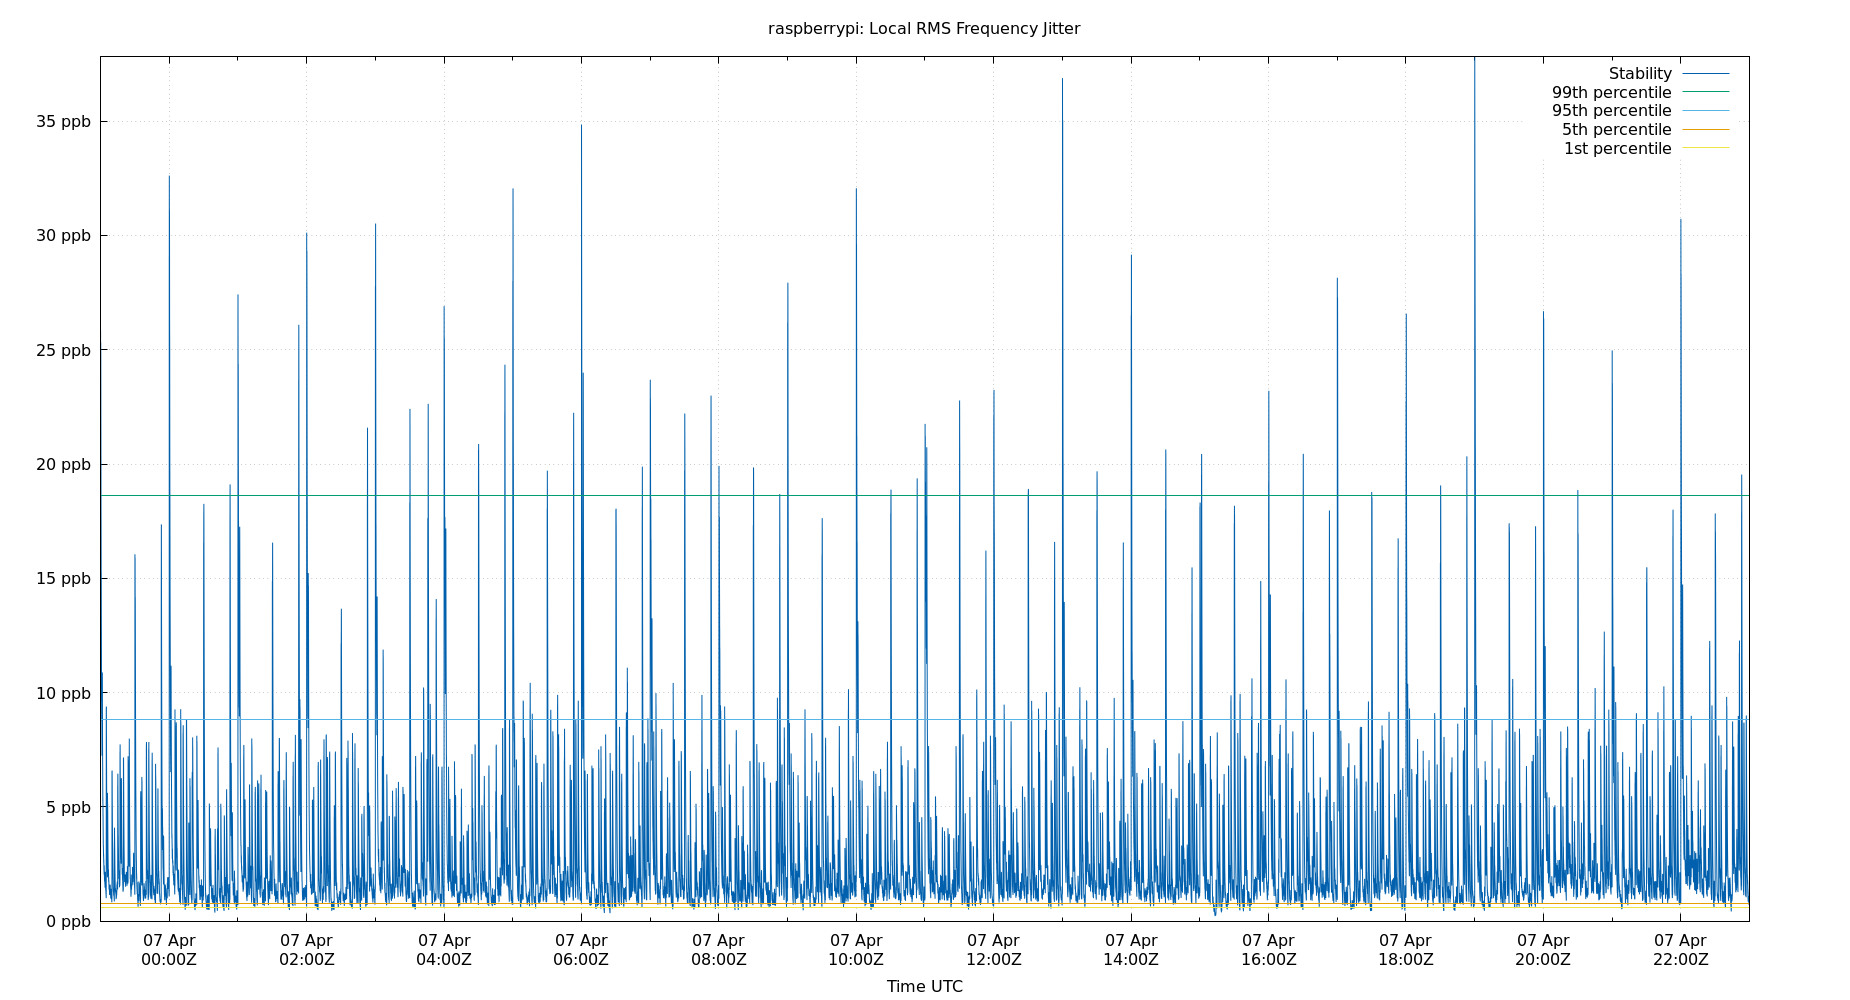 raspberrypi: Local RMS Frequency Jitter
Stability
99th percentile
95th percentile
5th percentile
1st percentile
35 ppb
30 ppb
25 ppb
20 ppb
15 ppb
10 ppb
5 ppb
0 ppb
07 Apr 07 Apr 07 Apr 07 Apr 07 Apr 07 Apr 07 Apr 07 Apr 07 Apr 07 Apr 07 Apr 07 Apr
00:00Z 02:00Z 04:00Z 06:00Z 08:00Z 10:00Z 12:00Z 14:00Z 16:00Z 18:00Z 20:00Z 22:00Z
Time UTC